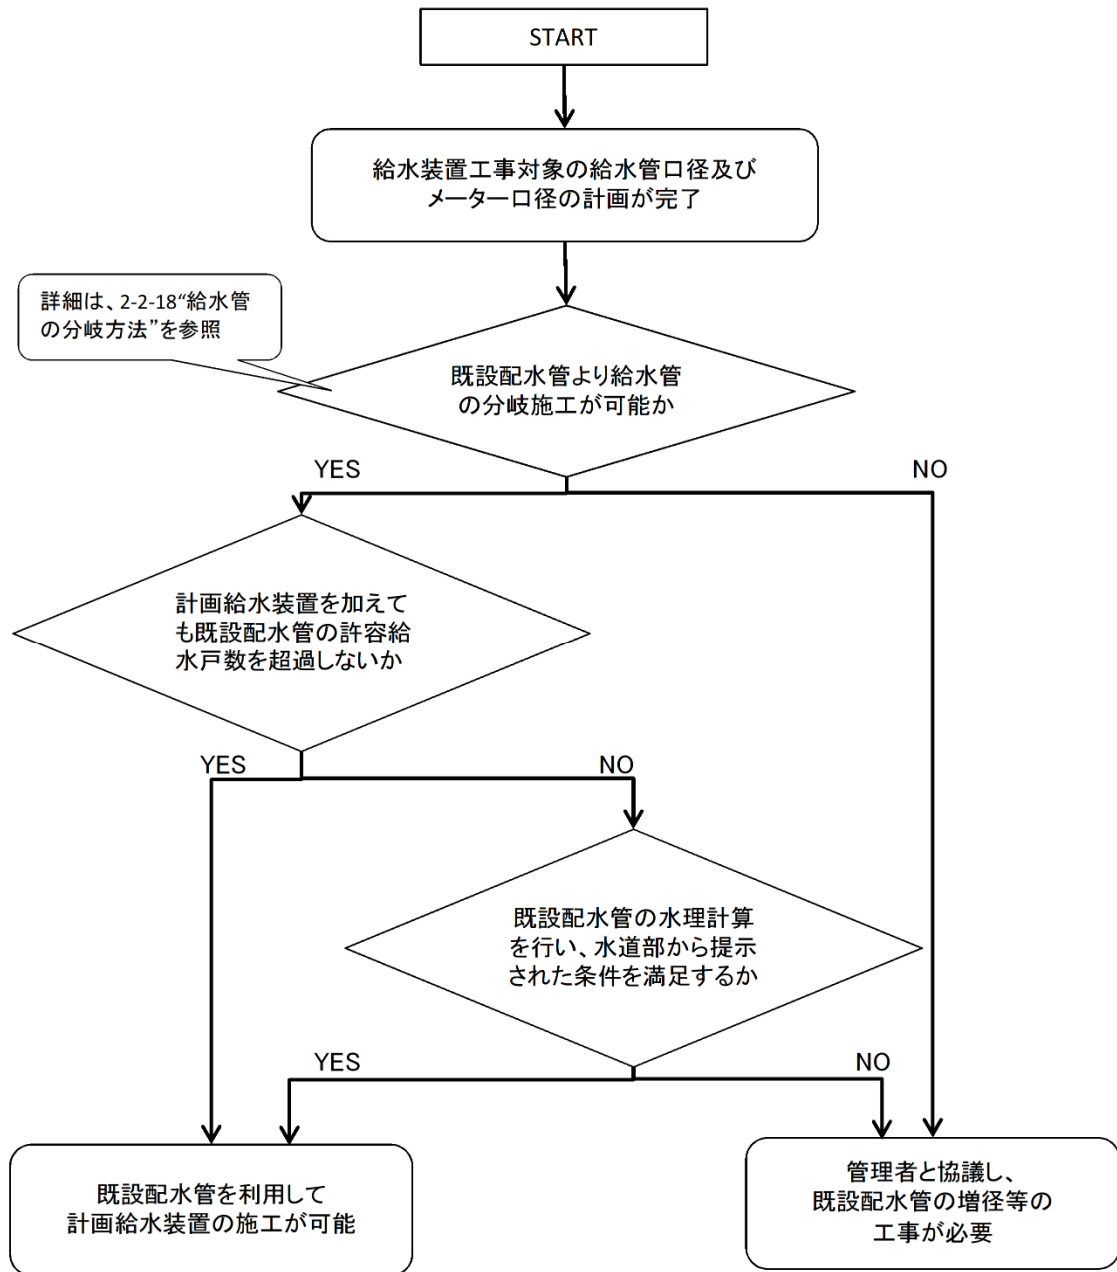 START
給水装置工事対象の給水管口径及び
メーター口径の計画が完了
詳細は、2-2-18“給水管
の分岐方法”を参照
既設配水管より給水管
の分岐施工が可能か
YES
NO
計画給水装置を加えて
も既設配水管の許容給
水戸数を超過しないか
YES
NO
既設配水管の水理計算
を行い、水道部から提示
された条件を満足するか
YES
NO
既設配水管を利用して
計画給水装置の施工が可能
管理者と協議し、
既設配水管の増径等の
工事が必要